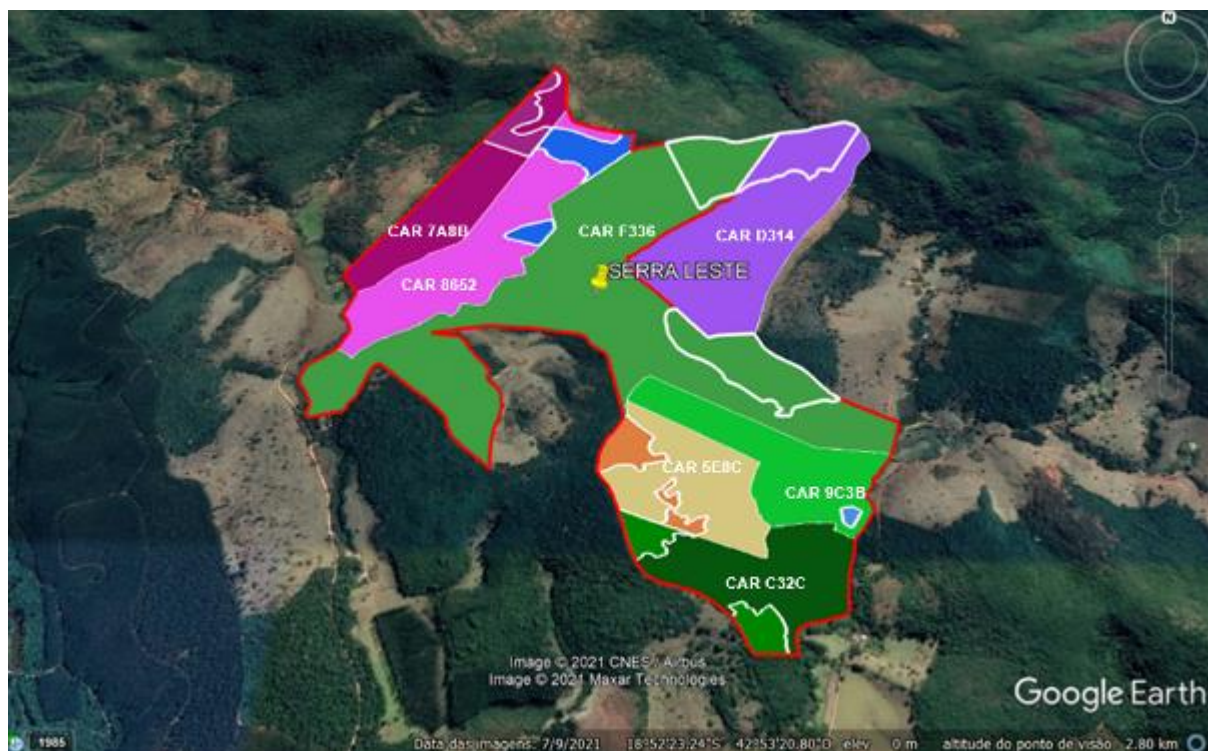 N
CAR 7A8B
CAR F336
CAR D314
SERRA LESTE
CAR 8652
CAR 5E8C
CAR 9C3B
CAR C32C
Image © 2021 CNES / Airbus
Image © 2021 Maxar Technologies
Google Earth
1985
Data das imagens: 7/9/2021 18°52'23.24"S 42°53'20.80"O elev 0 m altitude do ponto de visão 2.80 km